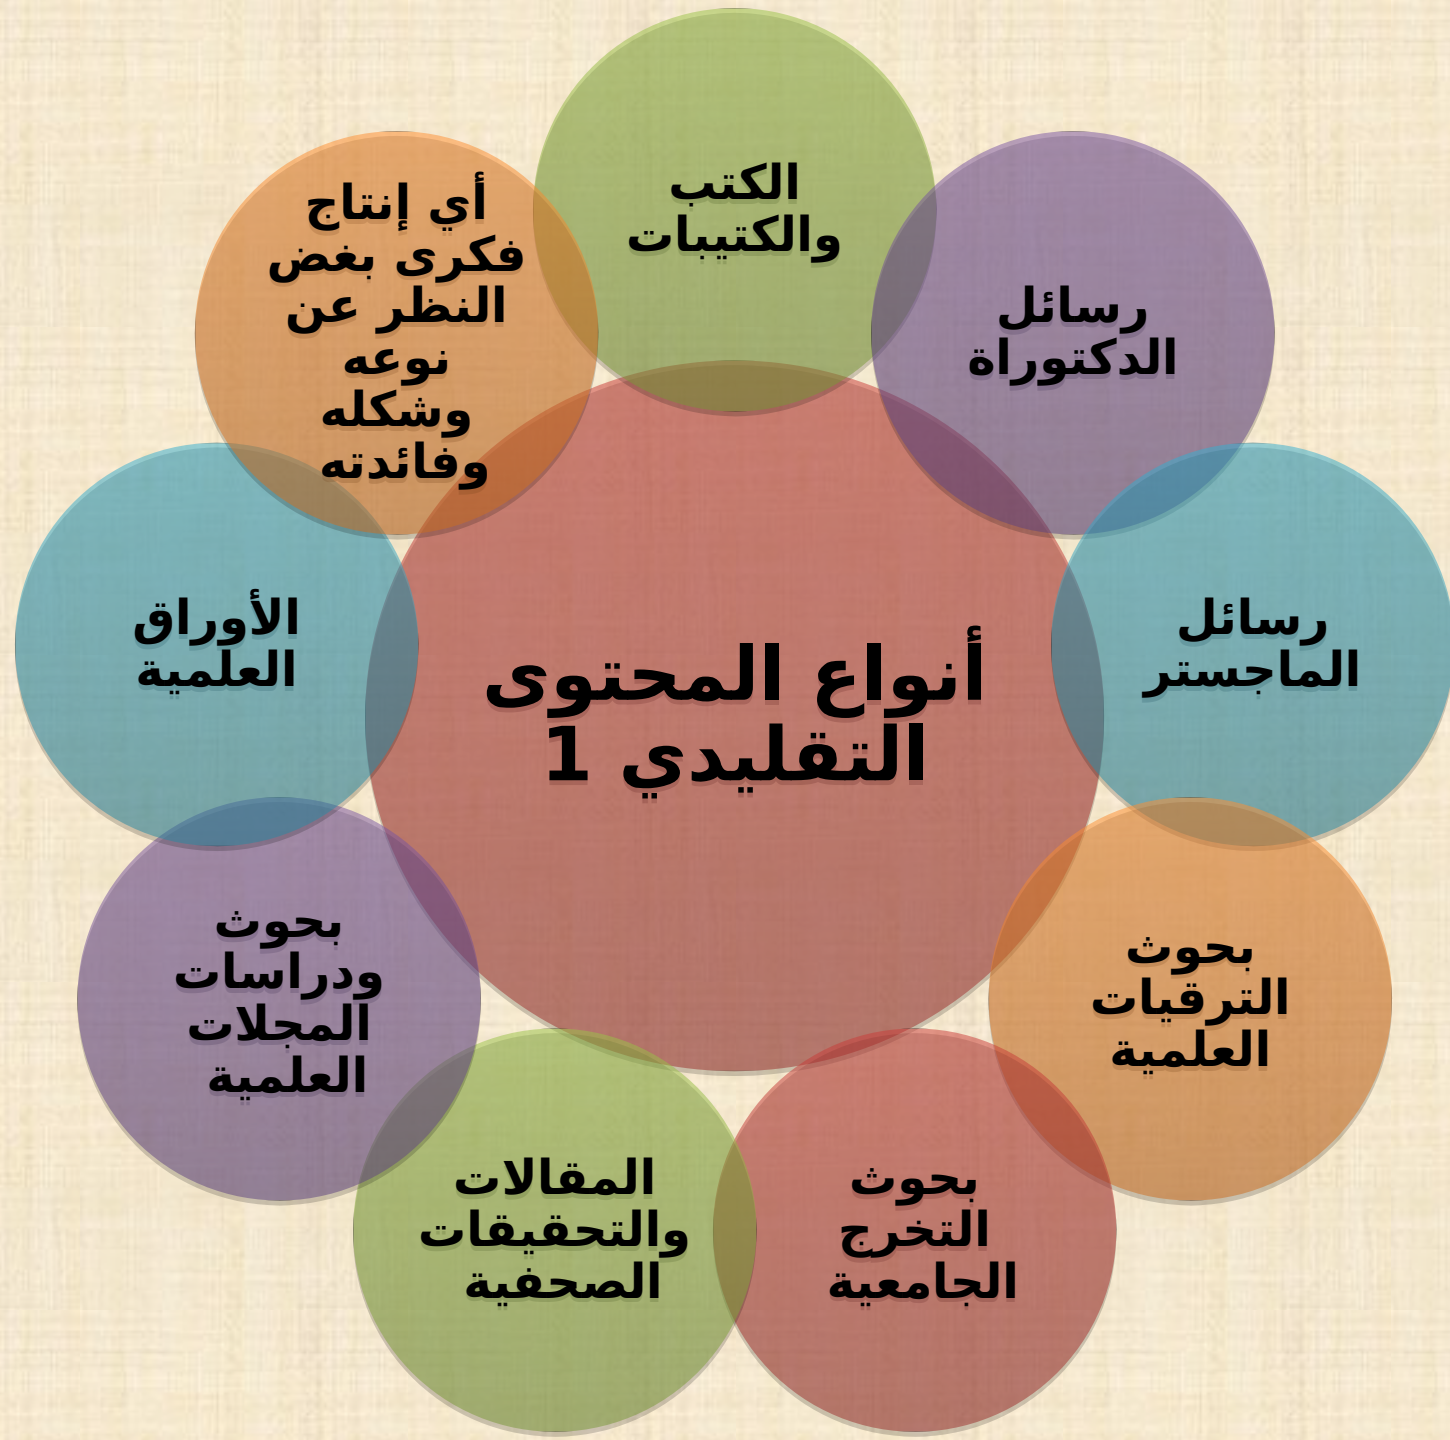 الكتب
والكتيبات
رسائل
الدكتوراة
رسائل
الماجستر
بحوث
الترقيات
العلمية
بحوث
التخرج
الجامعية
المقالات
والتحقيقات
الصحفية
بحوث
ودراسات
المجلات
العلمية
الأوراق
العلمية
أي إنتاج
فكرى بغض
النظر عن
نوعه
وشكله
وفائدته
أنواع المحتوى
التقليدي 1